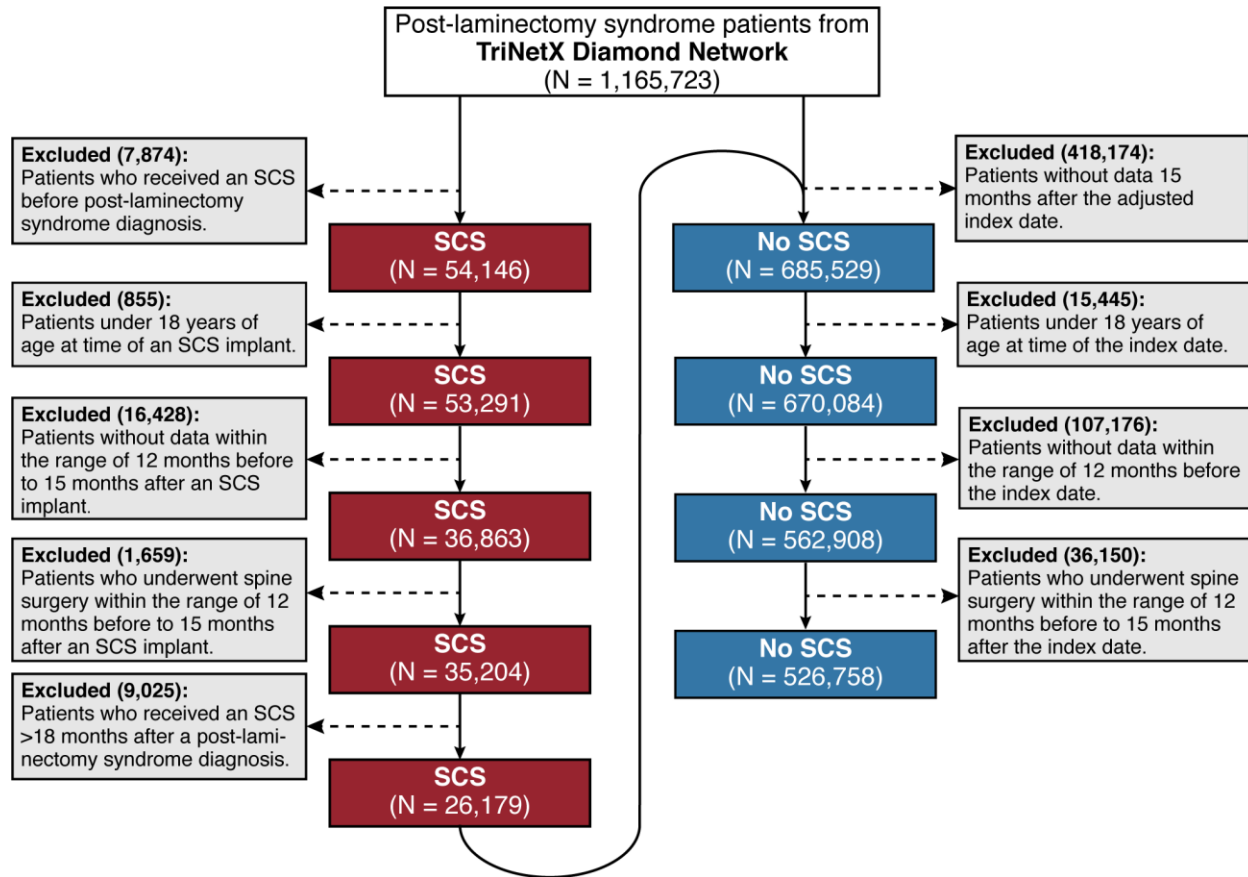 Post-laminectomy syndrome patients from
TriNetX Diamond Network
(N = 1,165,723)
Excluded (7,874):
Patients who received an SCS
before post-laminectomy
syndrome diagnosis.
SCS
(N = 54,146)
Excluded (855):
Patients under 18 years of
age at time of an SCS implant.
SCS
(N = 53,291)
Excluded (16,428):
Patients without data within
the range of 12 months before
to 15 months after an SCS
implant.
SCS
(N = 36,863)
Excluded (1,659):
Patients who underwent spine
surgery within the range of 12
months before to 15 months
after an SCS implant.
SCS
(N = 35,204)
Excluded (9,025):
Patients who received an SCS
>18 months after a post-lami-
nectomy syndrome diagnosis.
SCS
(N = 26,179)
Excluded (418,174):
Patients without data 15
months after the adjusted
index date.
No SCS
(N = 685,529)
Excluded (15,445):
Patients under 18 years of
age at time of the index date.
No SCS
(N = 670,084)
Excluded (107,176):
Patients without data within
the range of 12 months before
the index date.
No SCS
(N = 562,908)
Excluded (36,150):
Patients who underwent spine
surgery within the range of 12
months before to 15 months
after the index date.
No SCS
(N = 526,758)